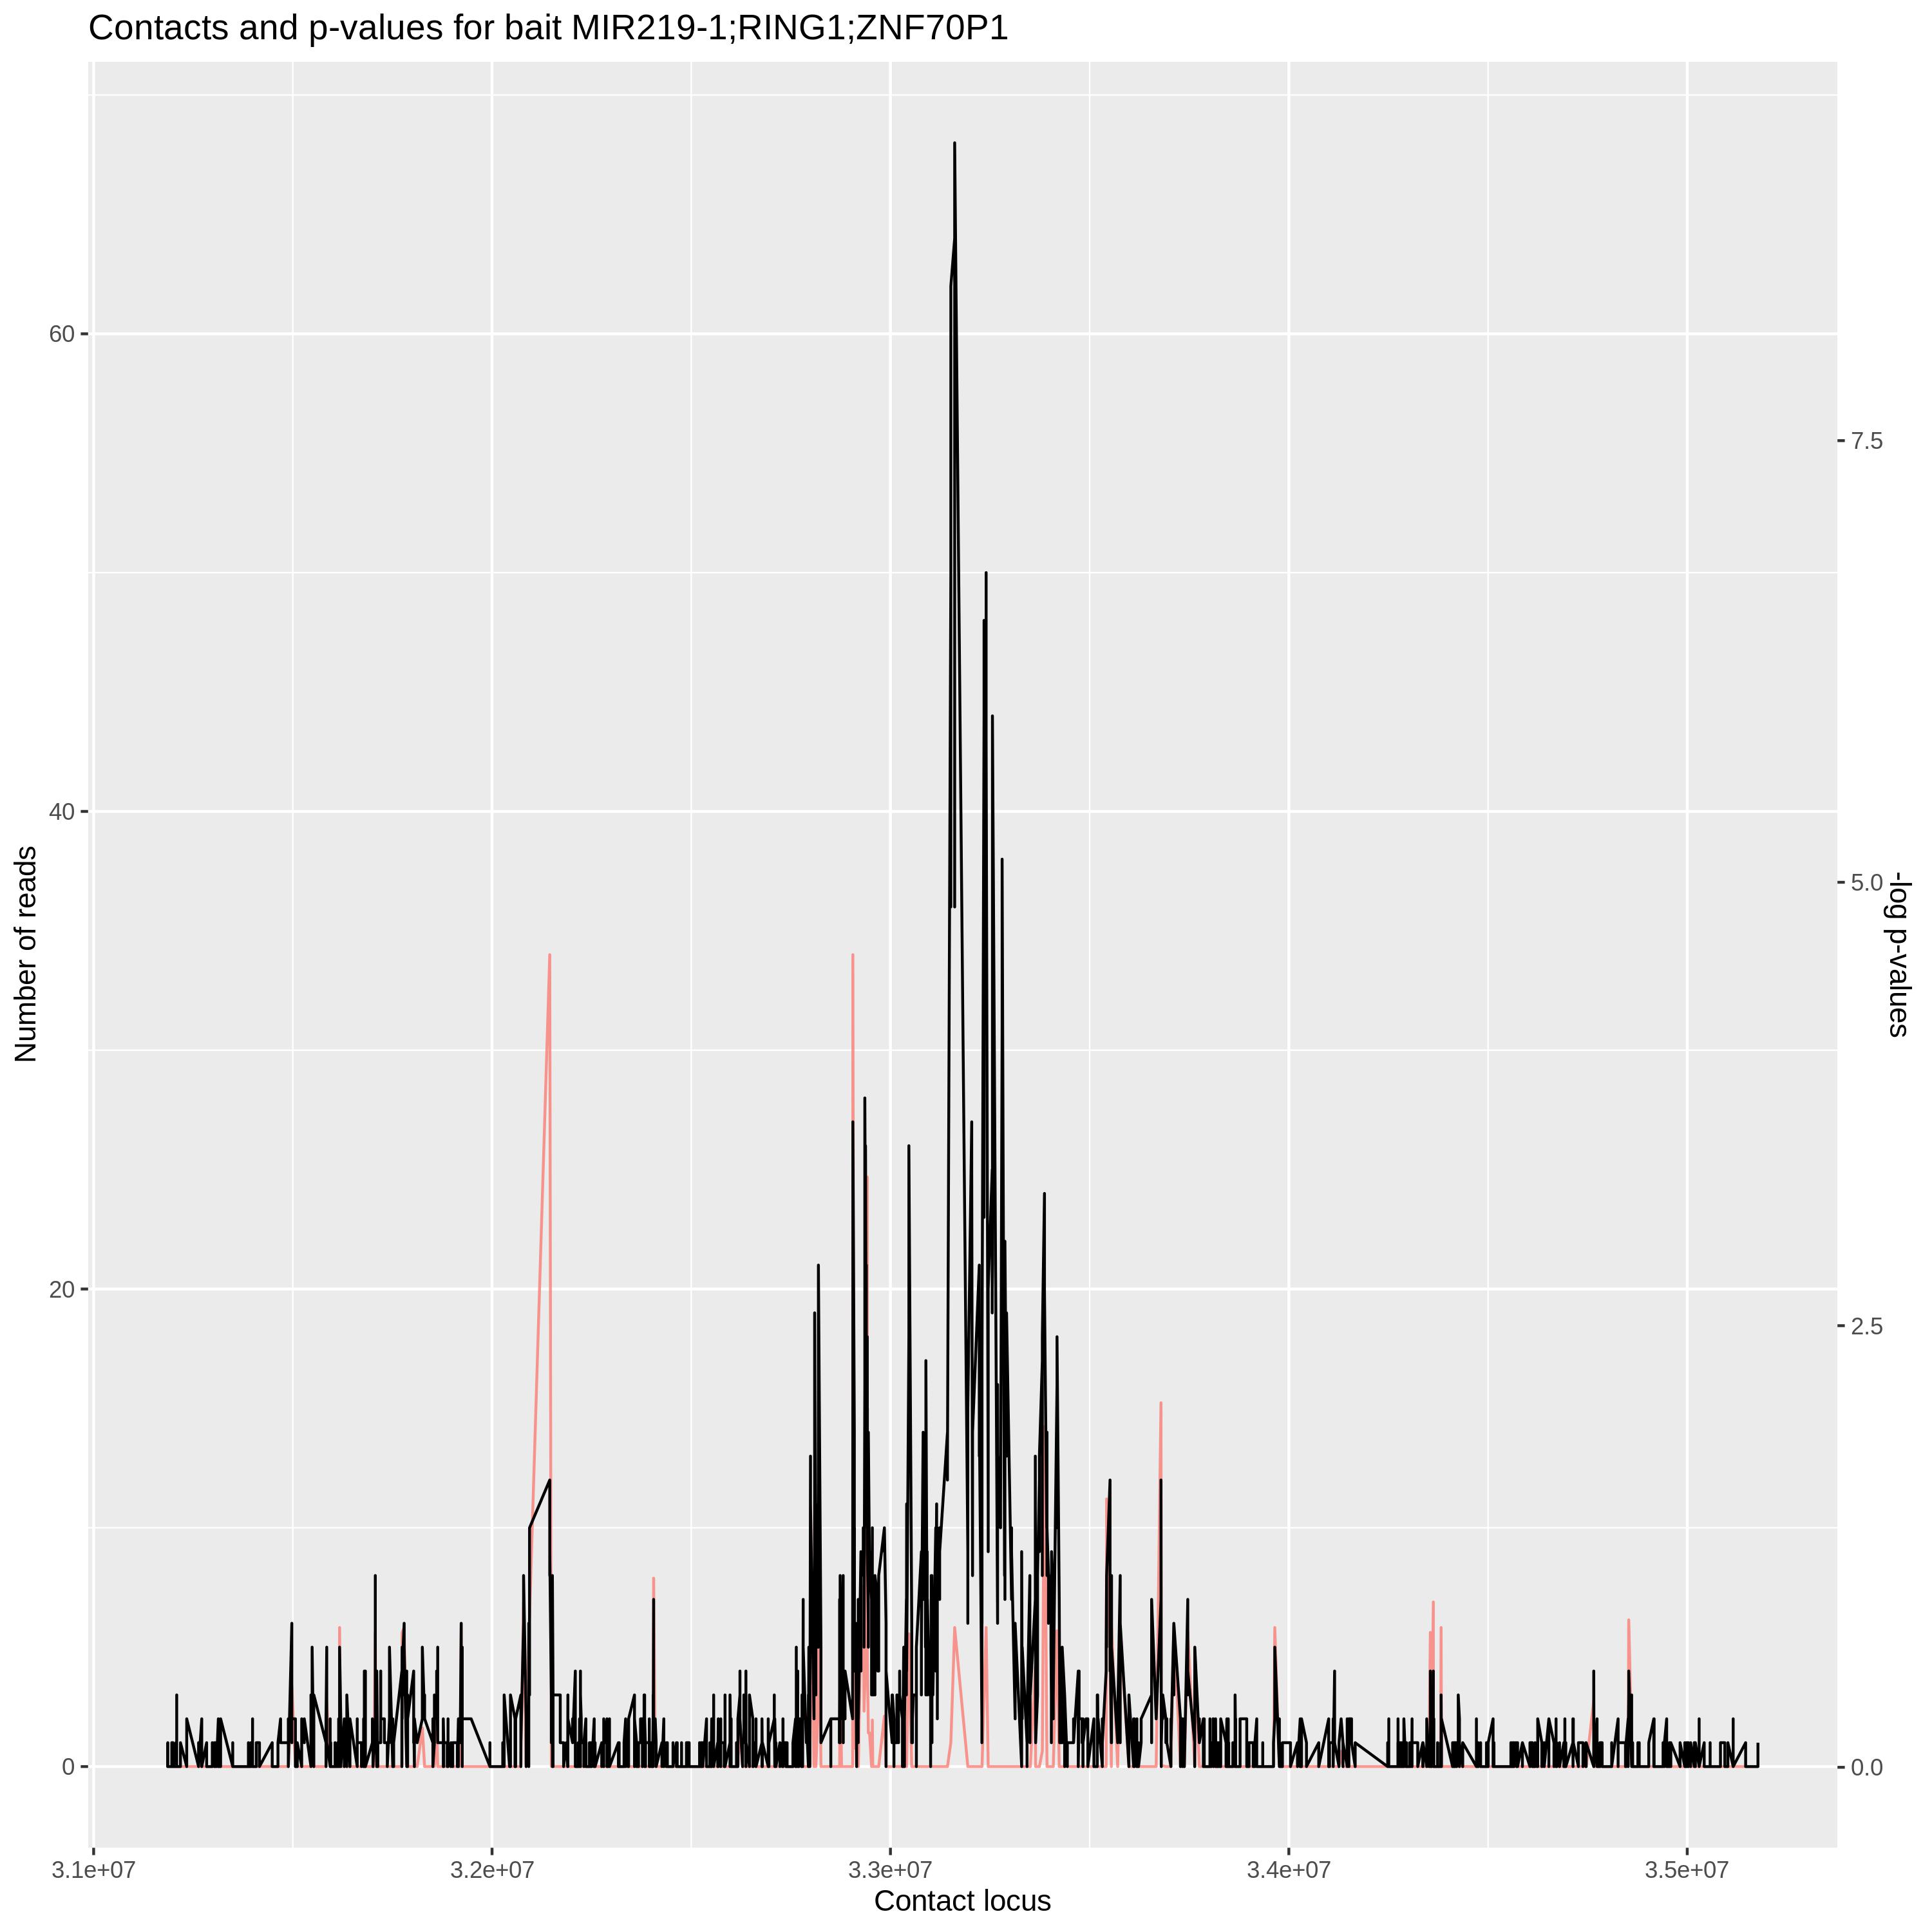 Contacts and p-values for bait MIR219-1;RING1;ZNF70P1
60
40
20
0
Number of reads
7.5
5.0
2.5
0.0
-log p-values
3.1e+07
3.2e+07
3.3e+07
3.4e+07
3.5e+07
Contact locus